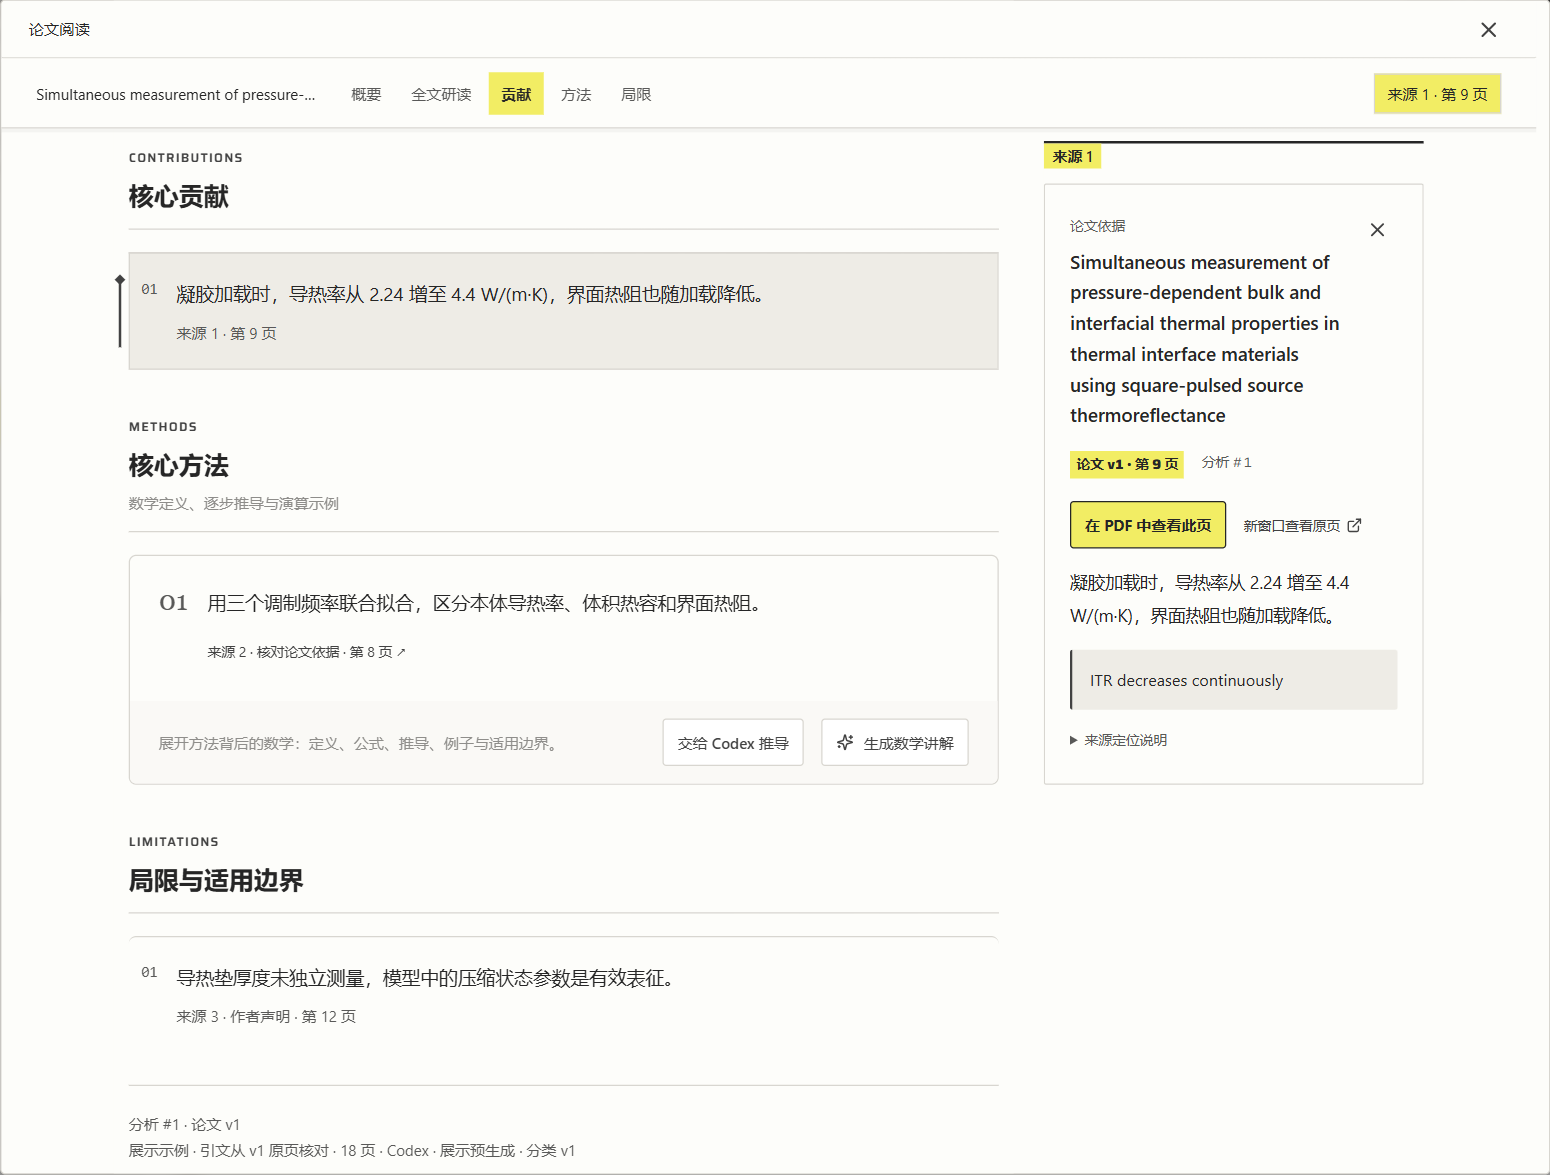 论文阅读
Simultaneous measurement of pressure-...
概要
全文研读
贡献
方法
局限
来源 1 · 第 9 页
CONTRIBUTIONS
核心贡献
01
凝胶加载时，导热率从 2.24 增至 4.4 W/(m·K)，界面热阻也随加载降低。
来源 1 · 第 9 页
METHODS
核心方法
数学定义、逐步推导与演算示例
01
用三个调制频率联合拟合，区分本体导热率、体积热容和界面热阻。
来源 2 · 核对论文依据 · 第 8 页 ↗
展开方法背后的数学：定义、公式、推导、例子与适用边界。
交给 Codex 推导
生成数学讲解
LIMITATIONS
局限与适用边界
01
导热垫厚度未独立测量，模型中的压缩状态参数是有效表征。
来源 3 · 作者声明 · 第 12 页
分析 #1 · 论文 v1
展示示例 · 引文从 v1 原页核对 · 18 页 · Codex · 展示预生成 · 分类 v1
来源 1
论文依据
Simultaneous measurement of
pressure-dependent bulk and
interfacial thermal properties in
thermal interface materials
using square-pulsed source
thermoreflectance
论文 v1 · 第 9 页
分析 #1
在 PDF 中查看此页
新窗口查看原页
凝胶加载时，导热率从 2.24 增至 4.4
W/(m·K)，界面热阻也随加载降低。
ITR decreases continuously
来源定位说明